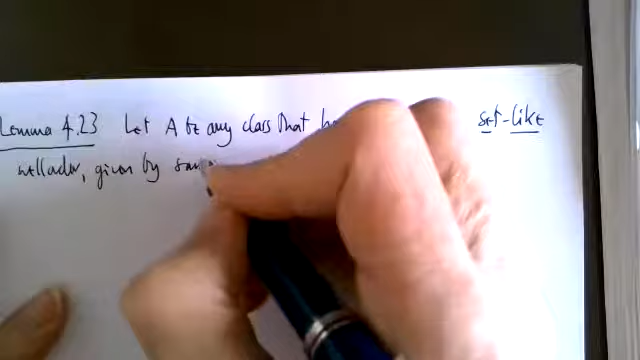 Lemma 4.23 Let A be any class that set-like
wellorder, given by